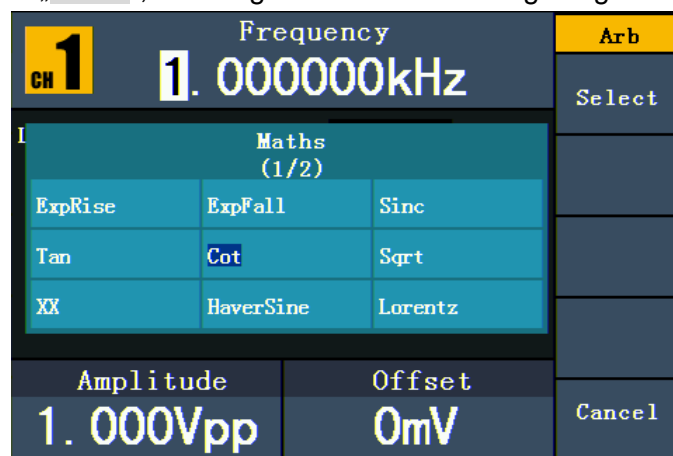 Frequency
CH 1
1.000000kHz
Arb
Select
Maths
(1/2)
ExpRise ExpFall Sinc
Tan Cot Sqrt
XX HaverSine Lorentz
Amplitude Offset
1.000Vpp 0mV
Cancel